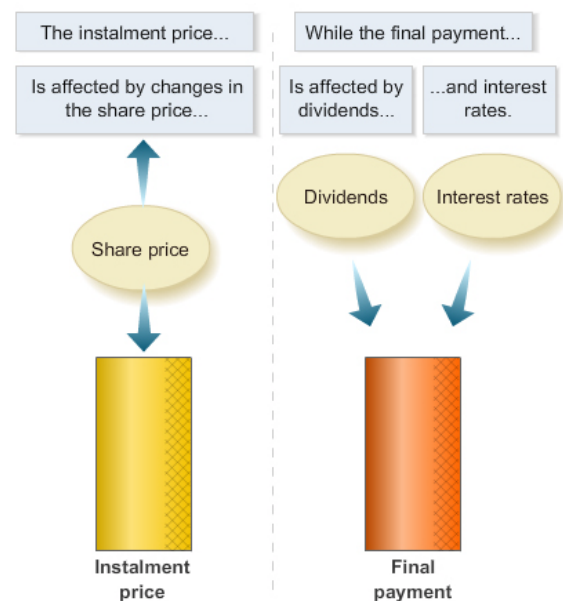 The instalment price...
Is affected by changes in
the share price...
Share price
Instalment
price
While the final payment...
Is affected by
dividends...
...and interest
rates.
Dividends
Interest rates
Final
payment